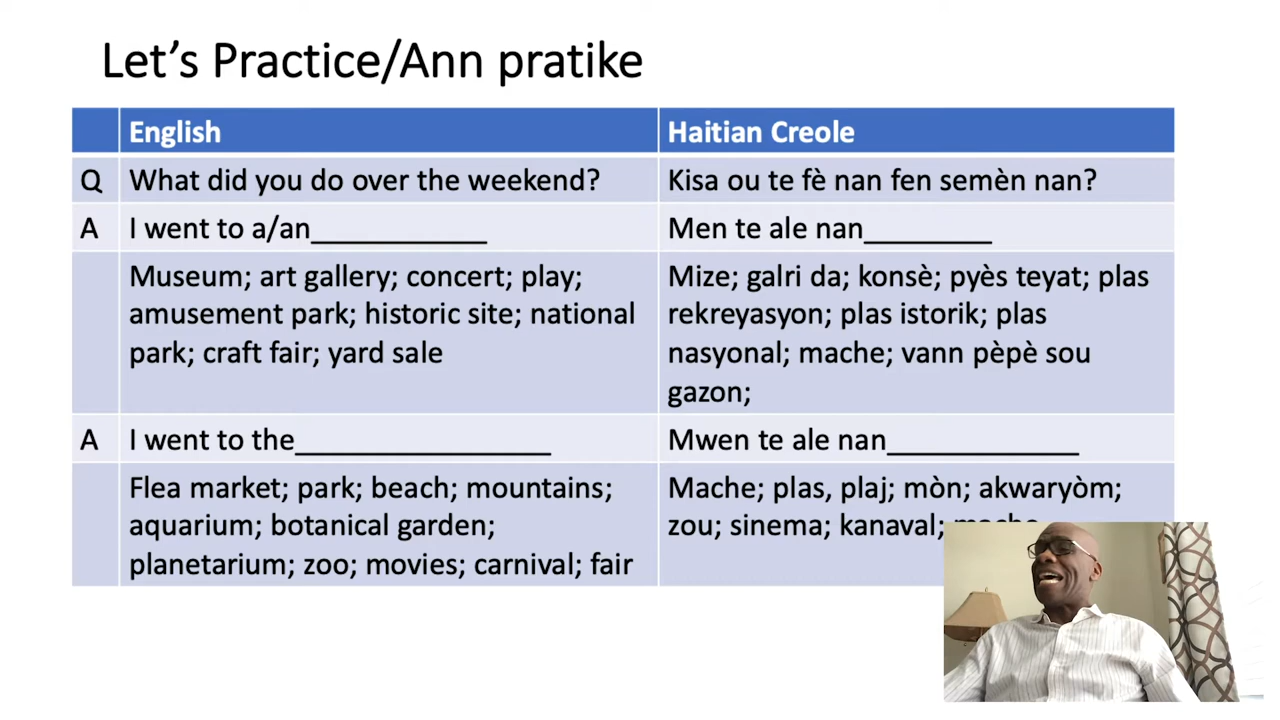 Let's Practice/Ann pratike
English
Haitian Creole
Q
What did you do over the weekend?
Kisa ou te fè nan fen semèn nan?
A
I went to a/an___________
Men te ale nan________
Museum; art gallery; concert; play;
amusement park; historic site; national
park; craft fair; yard sale
Mize; galri da; konsè; pyès teyat; plas
rekreyasyon; plas istorik; plas
nasyonal; mache; vann pèpè sou
gazon;
A
I went to the________________
Mwen te ale nan____________
Flea market; park; beach; mountains;
aquarium; botanical garden;
planetarium; zoo; movies; carnival; fair
Mache; plas, plaj; mòn; akwaryòm;
zou; sinema; kanaval;